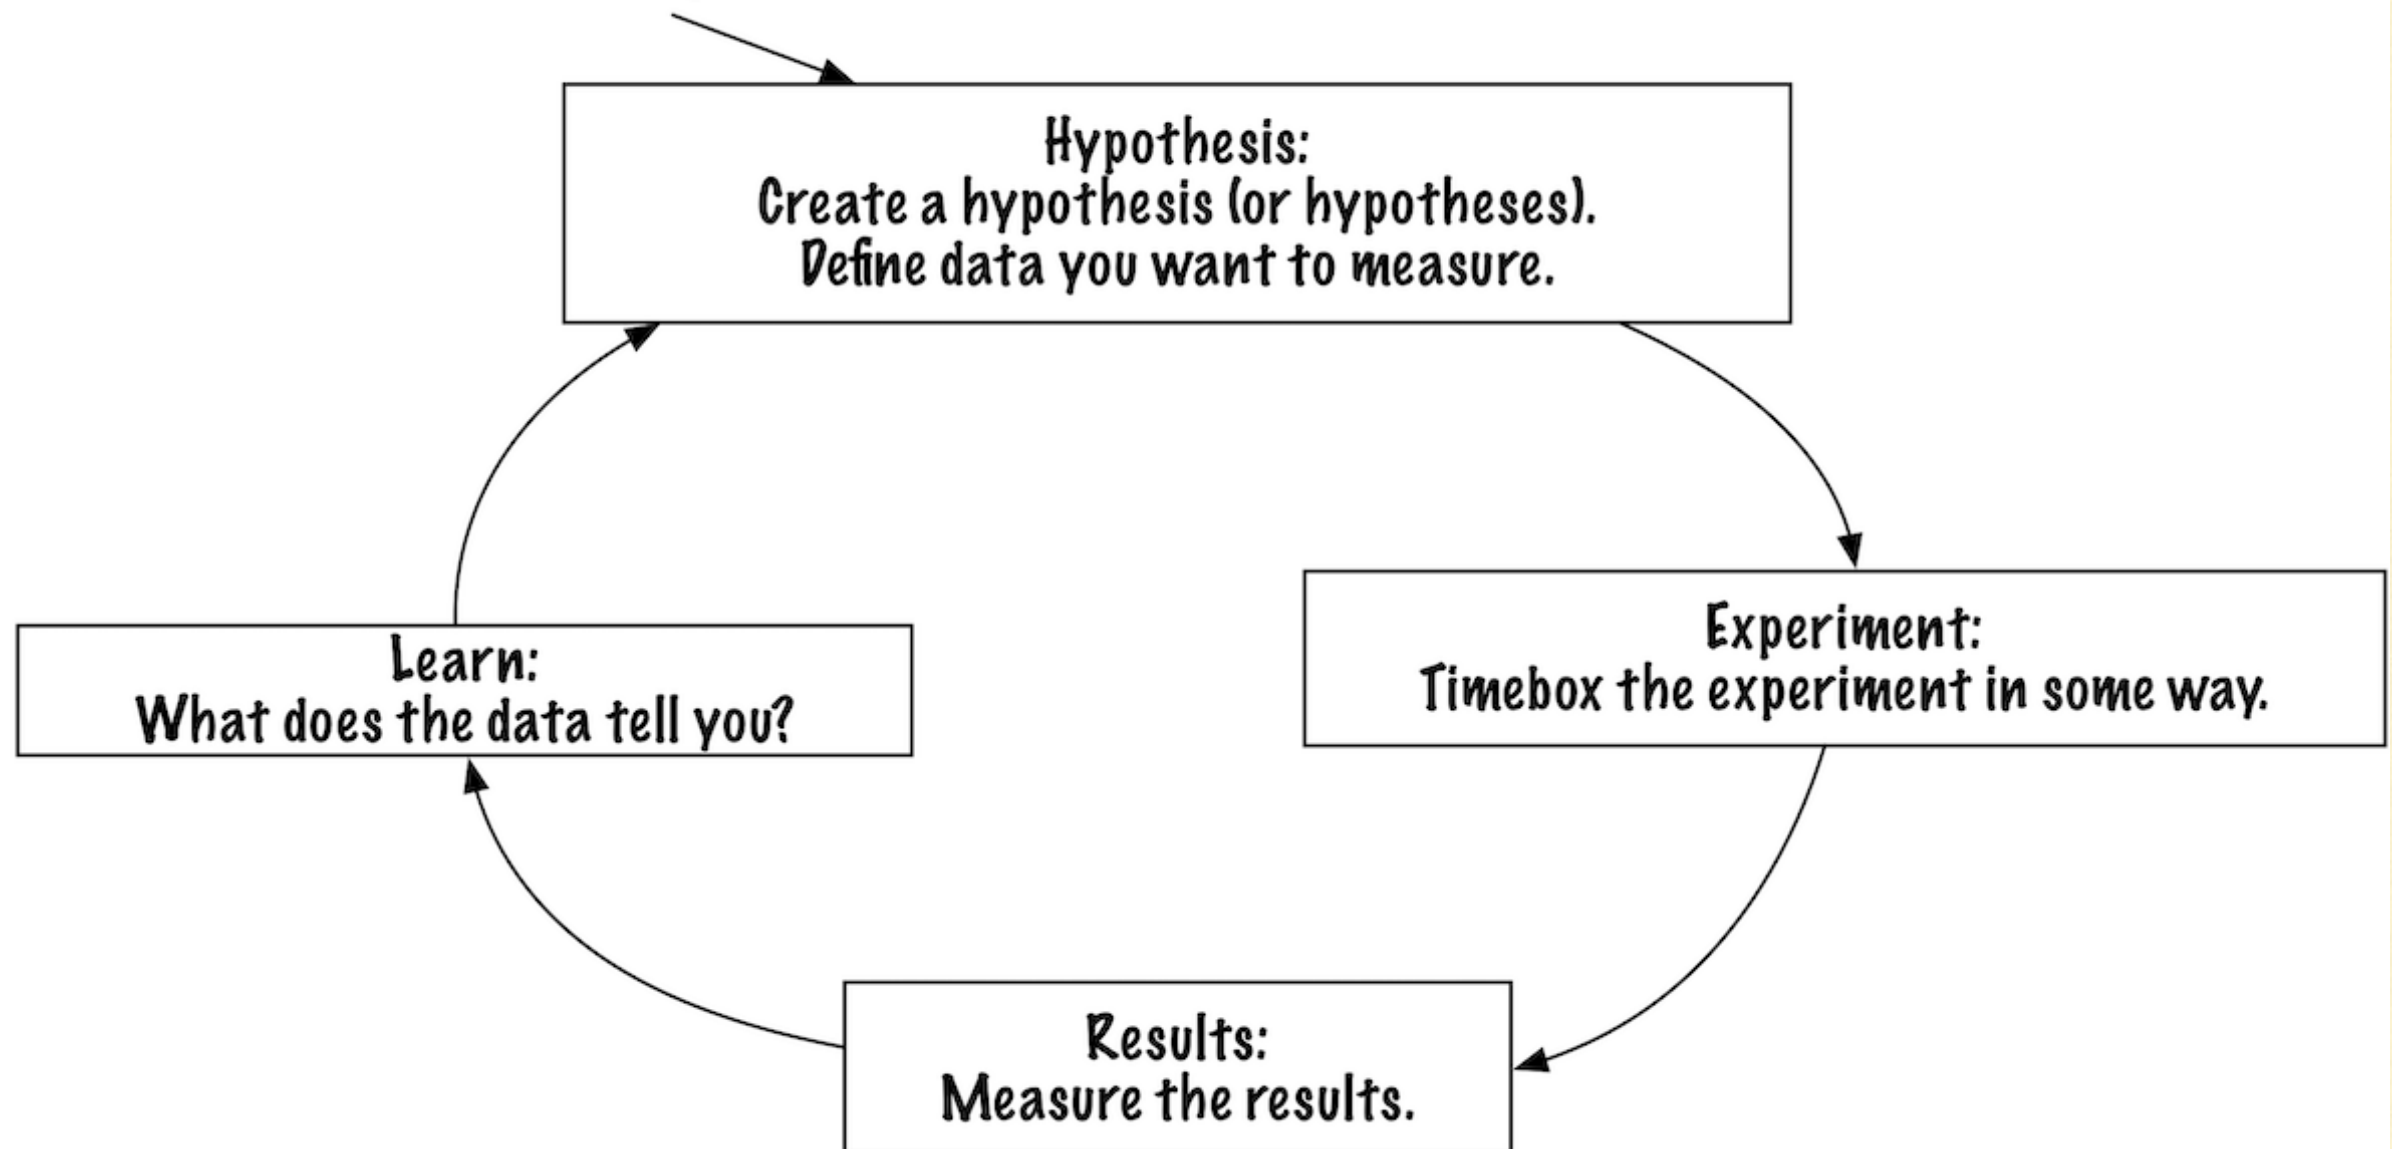 Hypothesis:
Create a hypothesis (or hypotheses).
Define data you want to measure.
Experiment:
Timebox the experiment in some way.
Learn:
What does the data tell you?
Results:
Measure the results.